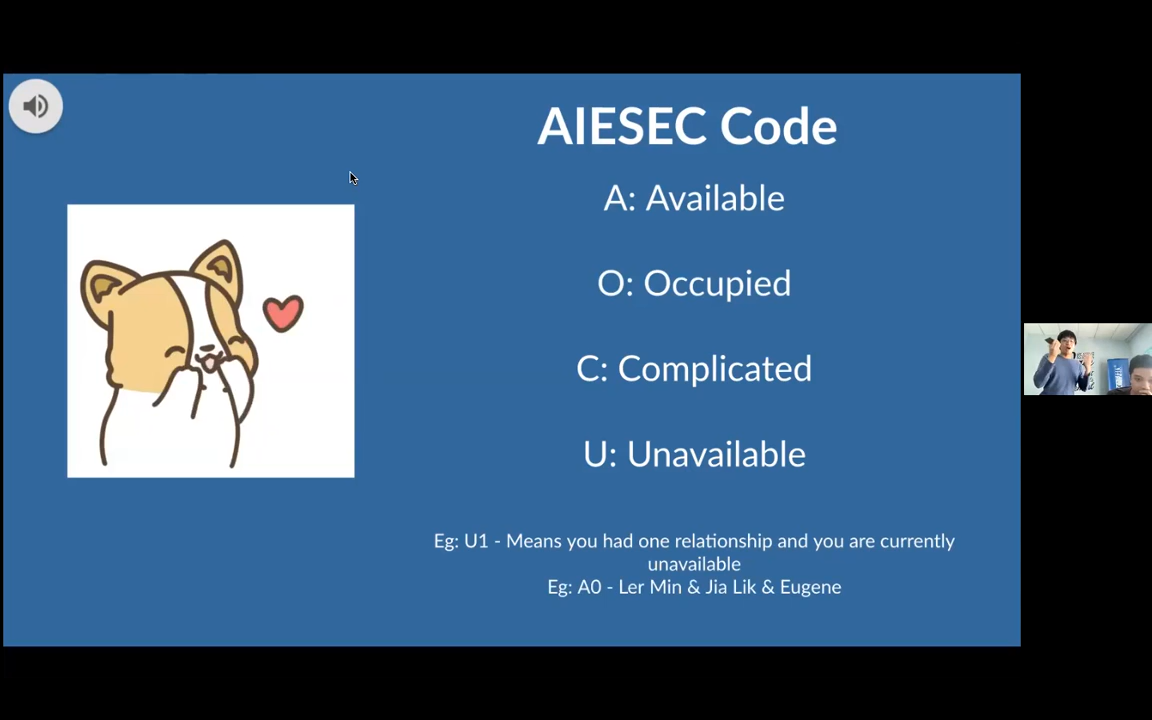 AIESEC Code
A: Available
O: Occupied
C: Complicated
U: Unavailable
Eg: U1 - Means you had one relationship and you are currently
unavailable
Eg: A0 - Ler Min & Jia Lik & Eugene